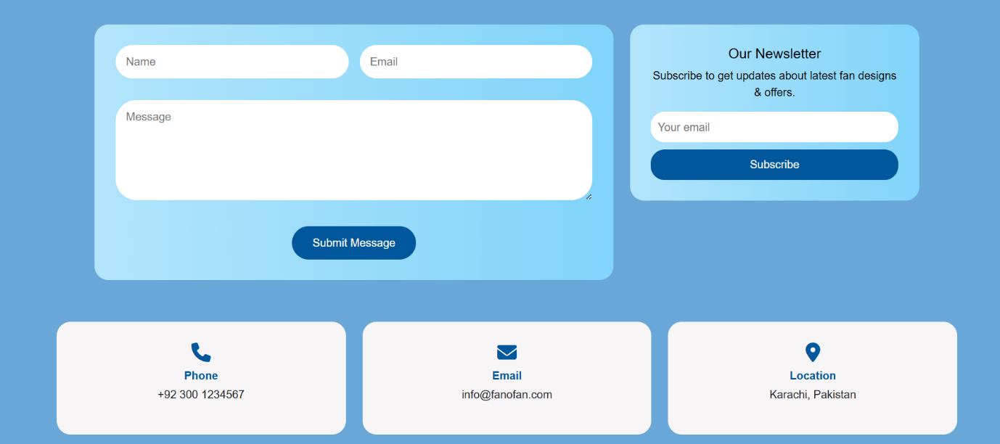 Name
Email
Message
Submit Message
Our Newsletter
Subscribe to get updates about latest fan designs
& offers.
Your email
Subscribe
Phone
+92 300 1234567
Email
info@fanofan.com
Location
Karachi, Pakistan